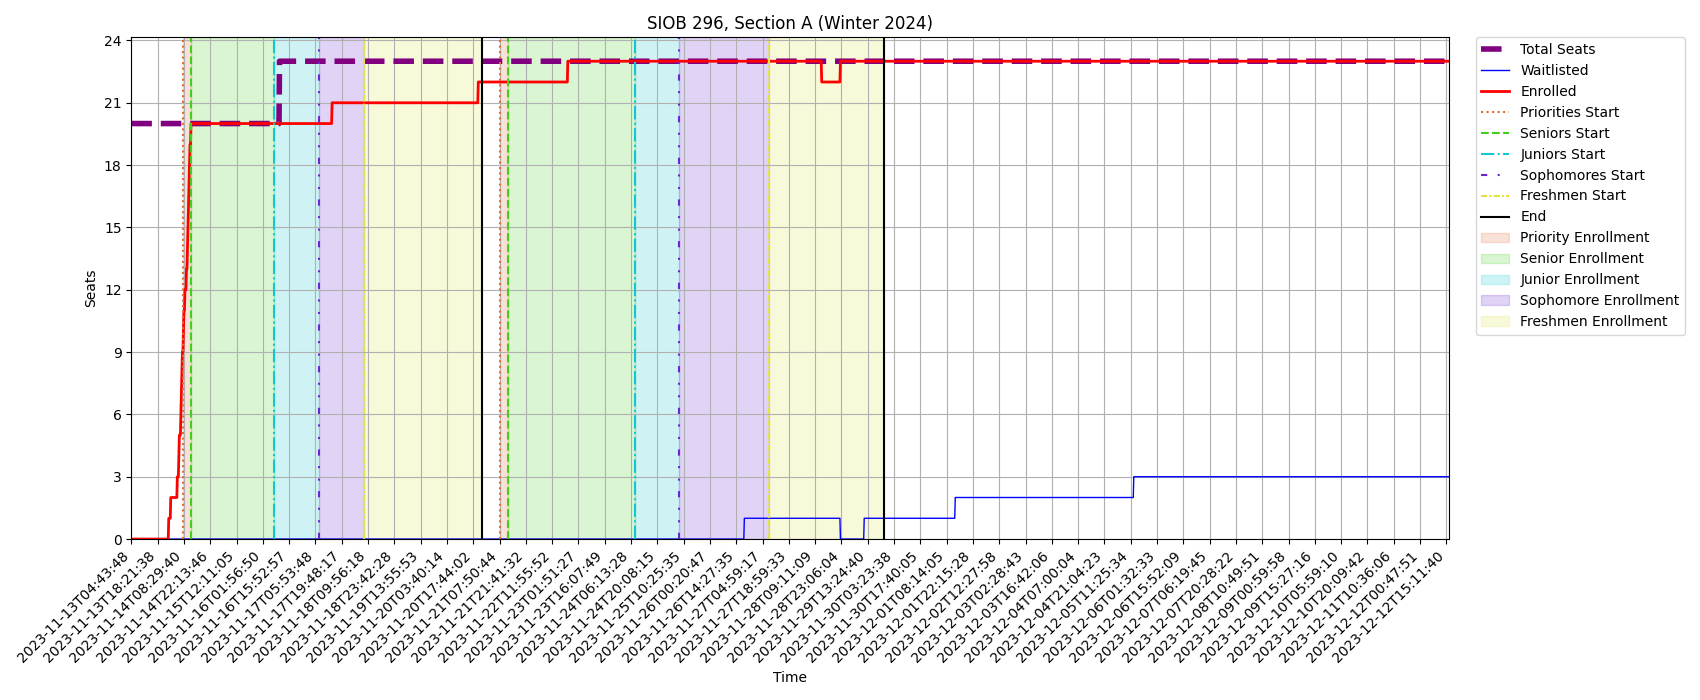 SIOB 296, Section A (Winter 2024)
24
21
18
15
12
9
6
3
0
Seats
2023-11-13T04:43:48
2023-11-13T18:21:38
2023-11-14T08:29:40
2023-11-14T22:13:46
2023-11-15T12:11:05
2023-11-16T01:56:50
2023-11-16T15:52:57
2023-11-17T05:53:48
2023-11-17T19:48:17
2023-11-18T09:56:18
2023-11-18T23:42:28
2023-11-19T13:55:53
2023-11-20T03:40:14
2023-11-20T17:44:02
2023-11-21T07:50:44
2023-11-21T21:41:32
2023-11-22T11:55:52
2023-11-23T01:51:27
2023-11-23T16:07:49
2023-11-24T06:13:28
2023-11-24T20:08:15
2023-11-25T10:25:35
2023-11-26T00:20:47
2023-11-26T14:27:35
2023-11-27T04:59:17
2023-11-27T18:59:33
2023-11-28T09:11:09
2023-11-28T23:06:04
2023-11-29T13:24:40
2023-11-30T03:23:38
2023-11-30T17:40:05
2023-12-01T08:14:05
2023-12-01T22:15:28
2023-12-02T12:27:58
2023-12-03T02:28:43
2023-12-03T16:42:06
2023-12-04T07:00:04
2023-12-04T21:04:23
2023-12-05T11:25:34
2023-12-06T01:32:33
2023-12-06T15:52:09
2023-12-07T06:19:45
2023-12-07T20:28:22
2023-12-08T10:49:51
2023-12-09T00:59:58
2023-12-09T15:27:16
2023-12-10T05:59:10
2023-12-10T20:09:42
2023-12-11T10:36:06
2023-12-12T00:47:51
2023-12-12T15:11:40
Time
Total Seats
Waitlisted
Enrolled
Priorities Start
Seniors Start
Juniors Start
Sophomores Start
Freshmen Start
End
Priority Enrollment
Senior Enrollment
Junior Enrollment
Sophomore Enrollment
Freshmen Enrollment